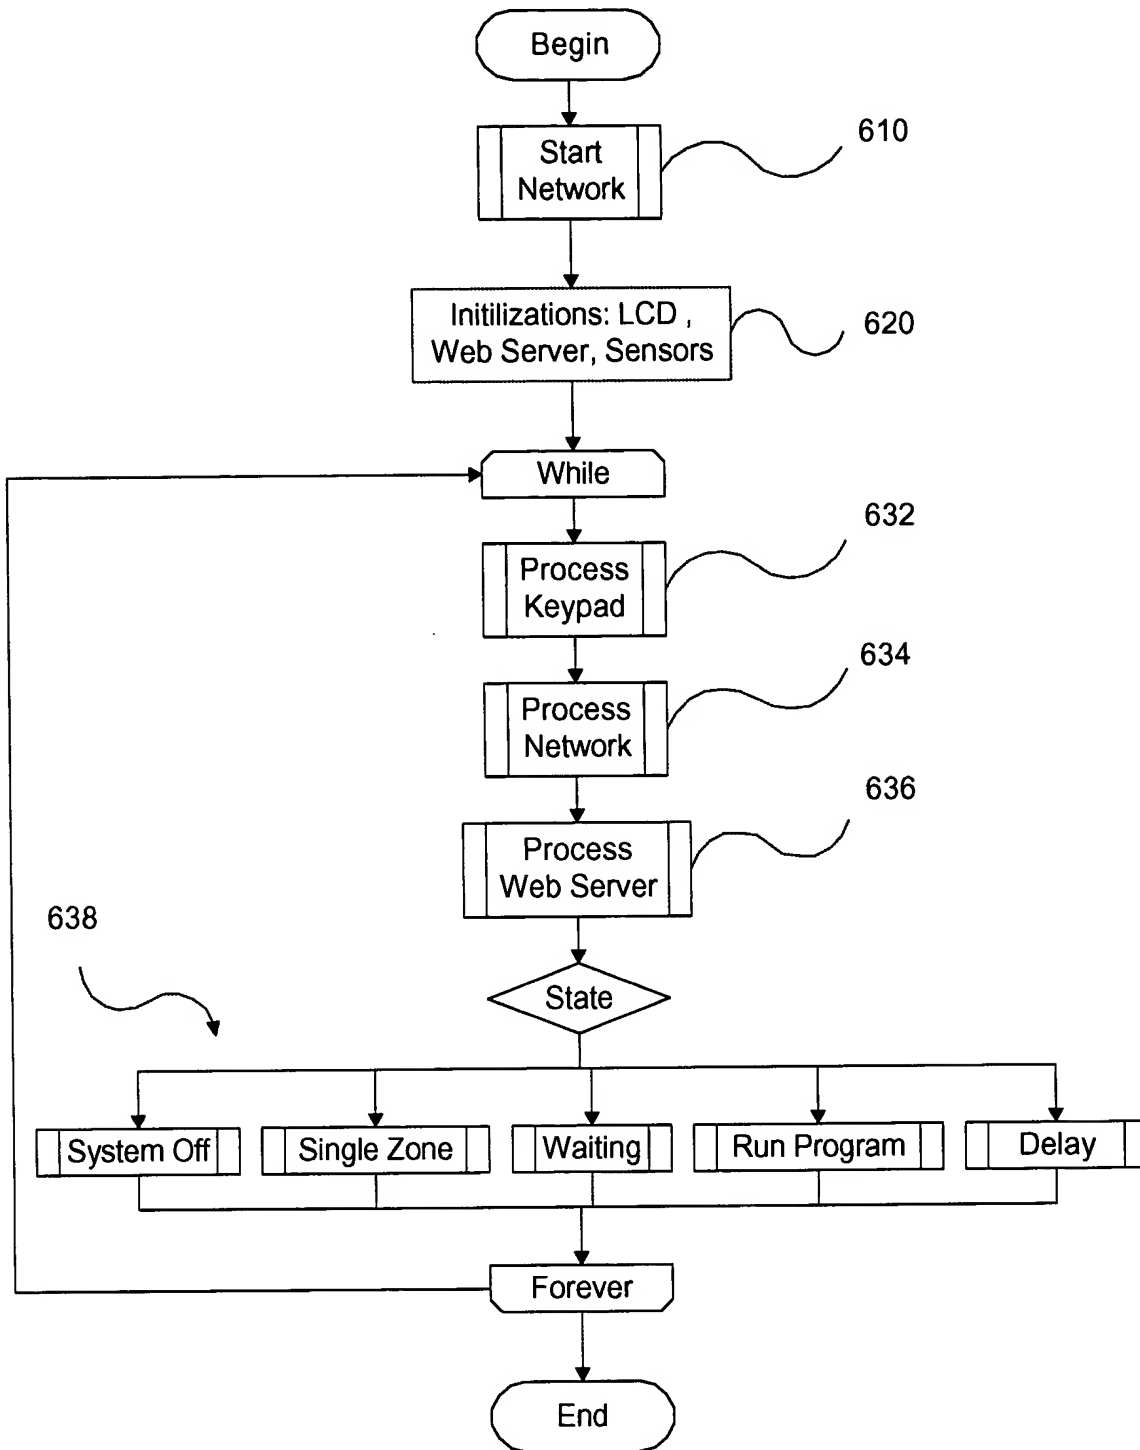 Begin
610
Start
Network
Initilizations: LCD ,
Web Server, Sensors
620
While
632
Process
Keypad
634
Process
Network
636
Process
Web Server
638
State
System Off
Single Zone
Waiting
Run Program
Delay
Forever
End